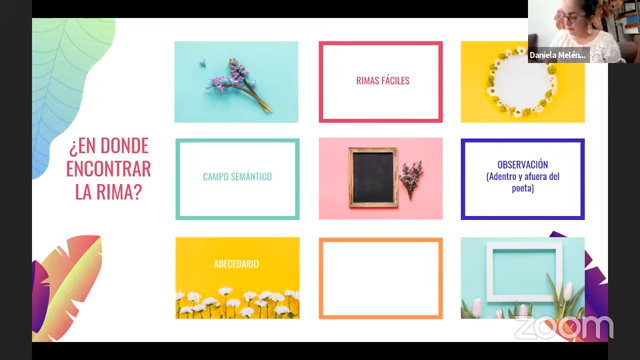 Daniela Melén...
¿EN DONDE
ENCONTRAR
LA RIMA?
RIMAS FÁCILES
CAMPO SEMÁNTICO
OBSERVACIÓN
(Adentro y afuera del
poeta)
ABECEDARIO
zoom